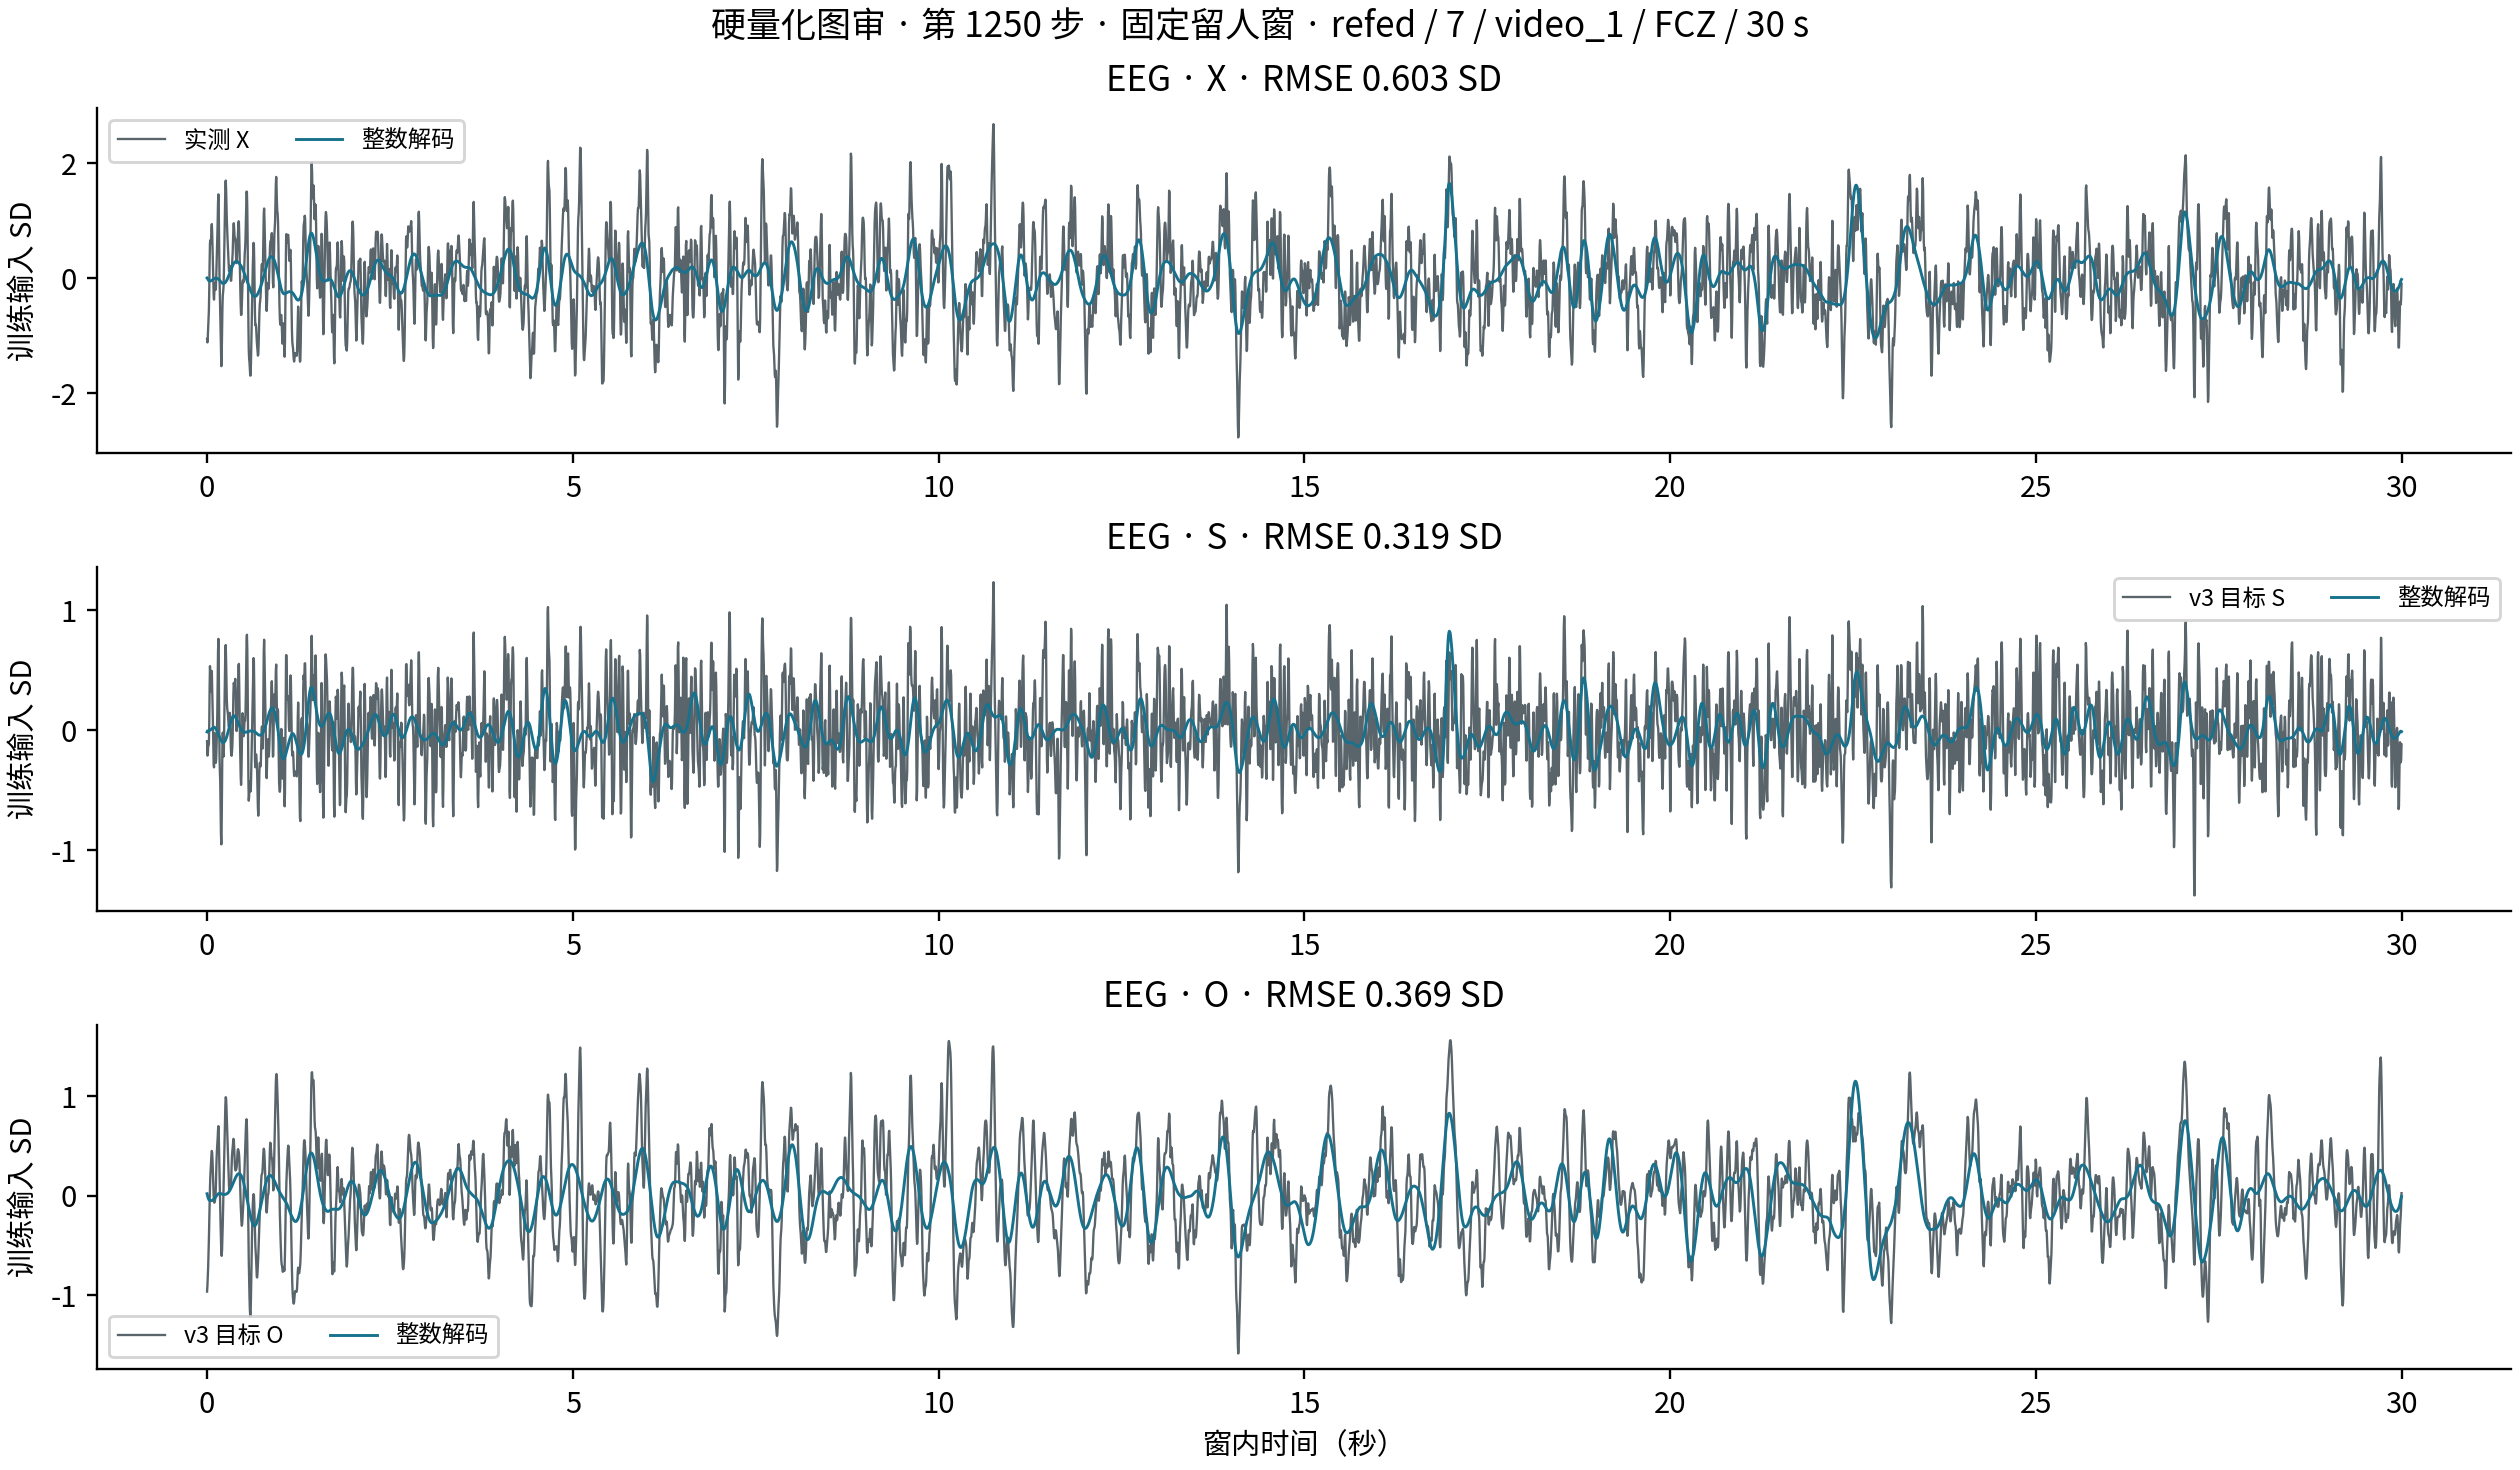 硬量化图审 · 第 1250 步 · 固定留人窗 · refed / 7 / video_1 / FCZ / 30 s
EEG · X · RMSE 0.603 SD
实测 X 整数解码
训练输入 SD
2
0
-2
0 5 10 15 20 25 30
EEG · S · RMSE 0.319 SD
v3 目标 S 整数解码
训练输入 SD
1
0
-1
0 5 10 15 20 25 30
EEG · O · RMSE 0.369 SD
训练输入 SD
1
0
-1
v3 目标 O 整数解码
0 5 10 15 20 25 30
窗内时间（秒）